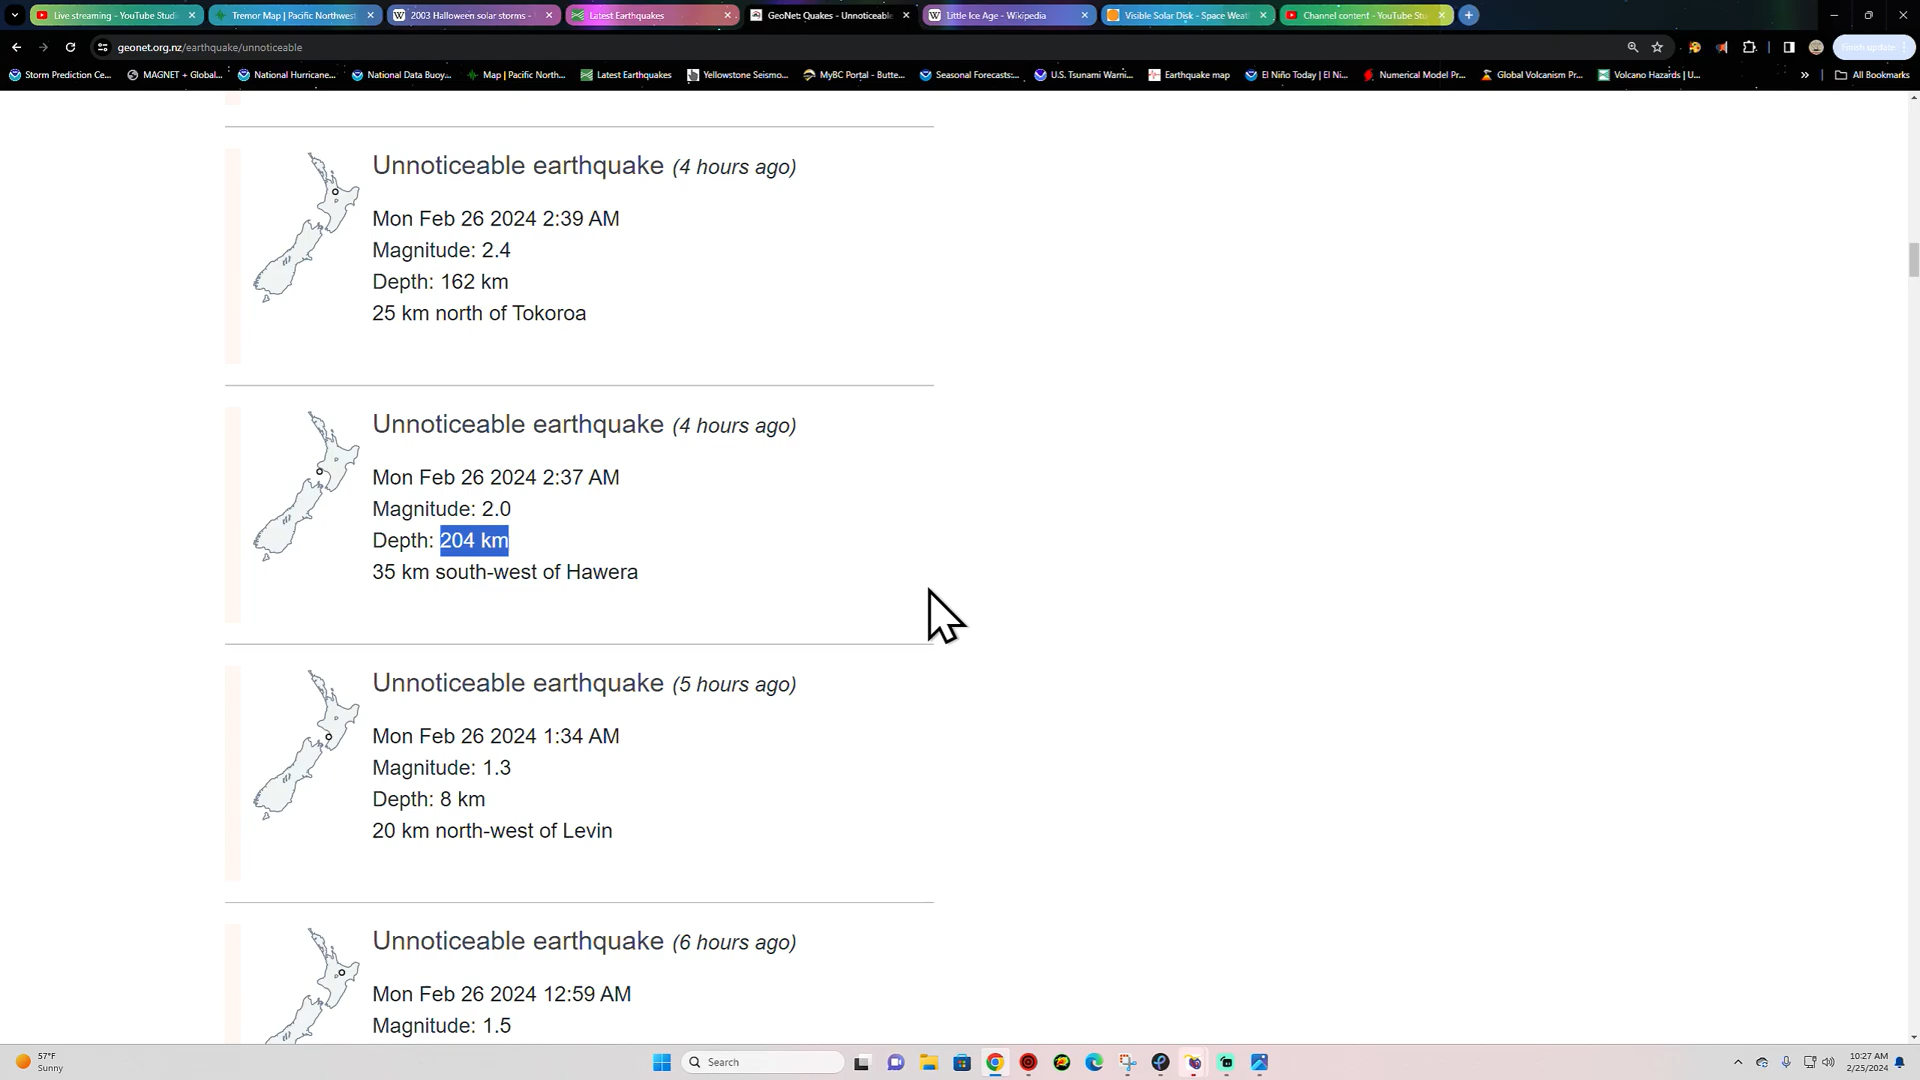 Live streaming - YouTube Studi
Tremor Map | Pacific Northwest
2003 Halloween solar storms -
Latest Earthquakes
GeoNet: Quakes - Unnoticeable
Little Ice Age - Wikipedia
Visible Solar Disk - Space Weat
Channel content - YouTube Stu
geonet.org.nz/earthquake/unnoticeable
Finish update
Storm Prediction Ce...
MAGNET + Global...
National Hurricane...
National Data Buoy...
Map | Pacific North...
Latest Earthquakes
Yellowstone Seismo...
MyBC Portal - Butte...
Seasonal Forecasts:...
U.S. Tsunami Warni...
Earthquake map
El Niño Today | El Ni...
Numerical Model Pr...
Global Volcanism Pr...
Volcano Hazards | U...
All Bookmarks
Unnoticeable earthquake (4 hours ago)
Mon Feb 26 2024 2:39 AM
Magnitude: 2.4
Depth: 162 km
25 km north of Tokoroa
Unnoticeable earthquake (4 hours ago)
Mon Feb 26 2024 2:37 AM
Magnitude: 2.0
Depth: 204 km
35 km south-west of Hawera
Unnoticeable earthquake (5 hours ago)
Mon Feb 26 2024 1:34 AM
Magnitude: 1.3
Depth: 8 km
20 km north-west of Levin
Unnoticeable earthquake (6 hours ago)
Mon Feb 26 2024 12:59 AM
Magnitude: 1.5
57°F
Sunny
Search
10:27 AM
2/25/2024